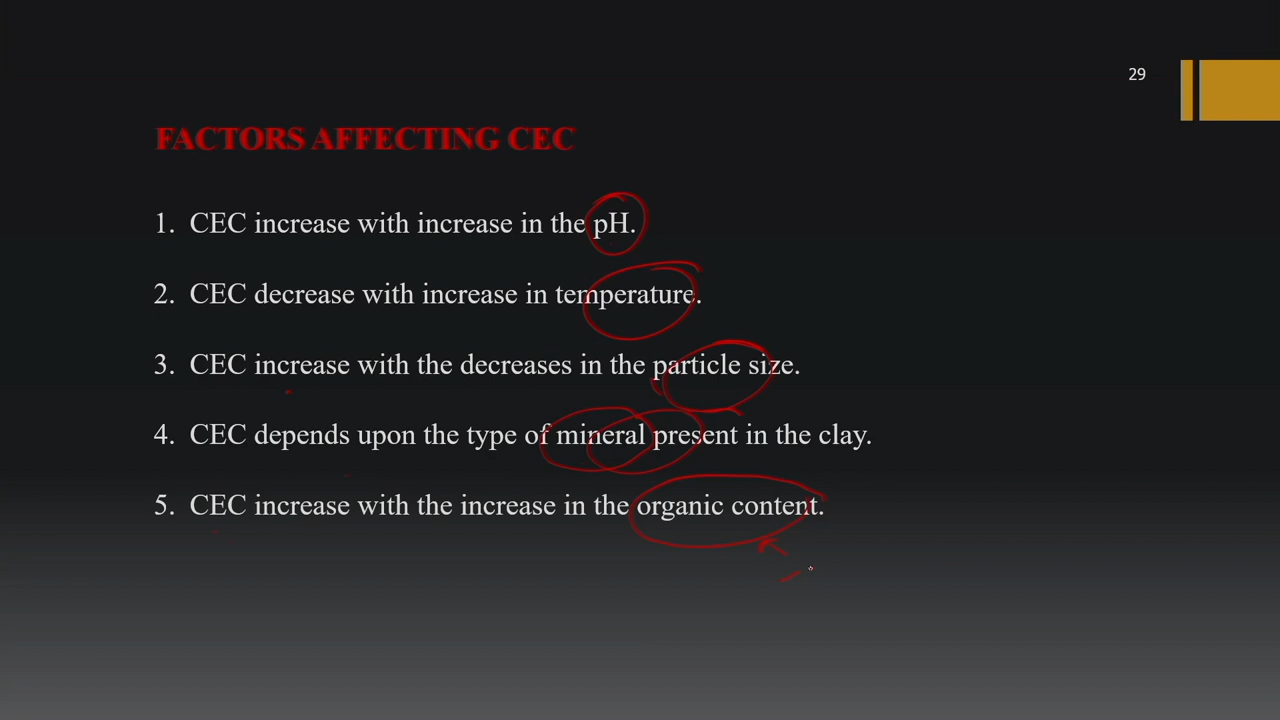 29
FACTORS AFFECTING CEC
1. CEC increase with increase in the pH.
2. CEC decrease with increase in temperature.
3. CEC increase with the decreases in the particle size.
4. CEC depends upon the type of mineral present in the clay.
5. CEC increase with the increase in the organic content.